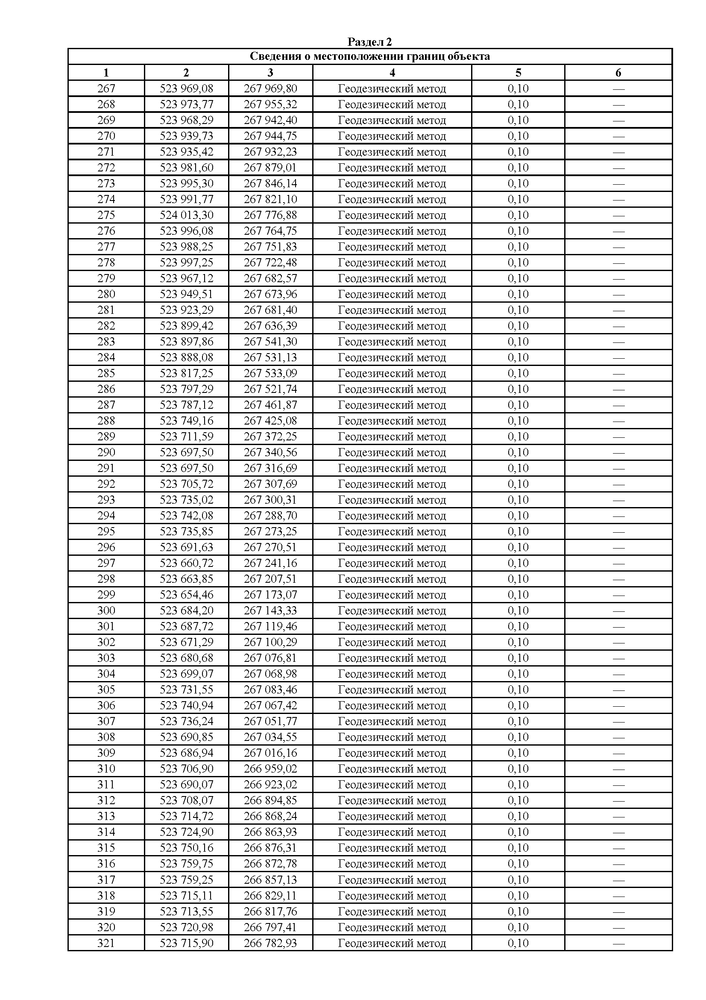 Раздел 2
Сведения о местоположении границ объекта
1 2 3 4 5 6
267 523 969,08 267 969,80 Геодезический метод 0,10 —
268 523 973,77 267 955,32 Геодезический метод 0,10 —
269 523 968,29 267 942,40 Геодезический метод 0,10 —
270 523 939,73 267 944,75 Геодезический метод 0,10 —
271 523 935,42 267 932,23 Геодезический метод 0,10 —
272 523 981,60 267 879,01 Геодезический метод 0,10 —
273 523 995,30 267 846,14 Геодезический метод 0,10 —
274 523 991,77 267 821,10 Геодезический метод 0,10 —
275 524 013,30 267 776,88 Геодезический метод 0,10 —
276 523 996,08 267 764,75 Геодезический метод 0,10 —
277 523 988,25 267 751,83 Геодезический метод 0,10 —
278 523 997,25 267 722,48 Геодезический метод 0,10 —
279 523 967,12 267 682,57 Геодезический метод 0,10 —
280 523 949,51 267 673,96 Геодезический метод 0,10 —
281 523 923,29 267 681,40 Геодезический метод 0,10 —
282 523 899,42 267 636,39 Геодезический метод 0,10 —
283 523 897,86 267 541,30 Геодезический метод 0,10 —
284 523 888,08 267 531,13 Геодезический метод 0,10 —
285 523 817,25 267 533,09 Геодезический метод 0,10 —
286 523 797,29 267 521,74 Геодезический метод 0,10 —
287 523 787,12 267 461,87 Геодезический метод 0,10 —
288 523 749,16 267 425,08 Геодезический метод 0,10 —
289 523 711,59 267 372,25 Геодезический метод 0,10 —
290 523 697,50 267 340,56 Геодезический метод 0,10 —
291 523 697,50 267 316,69 Геодезический метод 0,10 —
292 523 705,72 267 307,69 Геодезический метод 0,10 —
293 523 735,02 267 300,31 Геодезический метод 0,10 —
294 523 742,08 267 288,70 Геодезический метод 0,10 —
295 523 735,85 267 273,25 Геодезический метод 0,10 —
296 523 691,63 267 270,51 Геодезический метод 0,10 —
297 523 660,72 267 241,16 Геодезический метод 0,10 —
298 523 663,85 267 207,51 Геодезический метод 0,10 —
299 523 654,46 267 173,07 Геодезический метод 0,10 —
300 523 684,20 267 143,33 Геодезический метод 0,10 —
301 523 687,72 267 119,46 Геодезический метод 0,10 —
302 523 671,29 267 100,29 Геодезический метод 0,10 —
303 523 680,68 267 076,81 Геодезический метод 0,10 —
304 523 699,07 267 068,98 Геодезический метод 0,10 —
305 523 731,55 267 083,46 Геодезический метод 0,10 —
306 523 740,94 267 067,42 Геодезический метод 0,10 —
307 523 736,24 267 051,77 Геодезический метод 0,10 —
308 523 690,85 267 034,55 Геодезический метод 0,10 —
309 523 686,94 267 016,16 Геодезический метод 0,10 —
310 523 706,90 266 959,02 Геодезический метод 0,10 —
311 523 690,07 266 923,02 Геодезический метод 0,10 —
312 523 708,07 266 894,85 Геодезический метод 0,10 —
313 523 714,72 266 868,24 Геодезический метод 0,10 —
314 523 724,90 266 863,93 Геодезический метод 0,10 —
315 523 750,16 266 876,31 Геодезический метод 0,10 —
316 523 759,75 266 872,78 Геодезический метод 0,10 —
317 523 759,25 266 857,13 Геодезический метод 0,10 —
318 523 715,11 266 829,11 Геодезический метод 0,10 —
319 523 713,55 266 817,76 Геодезический метод 0,10 —
320 523 720,98 266 797,41 Геодезический метод 0,10 —
321 523 715,90 266 782,93 Геодезический метод 0,10 —